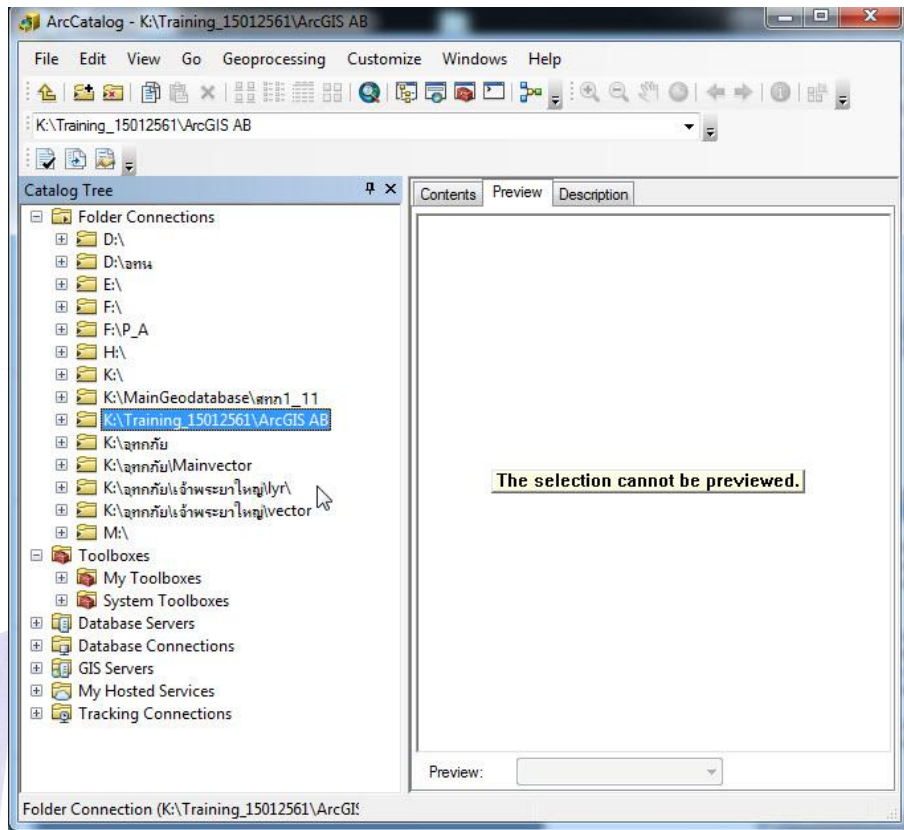 ArcCatalog - K:\Training_15012561\ArcGIS AB
File Edit View Go Geoprocessing Customize Windows Help
K:\Training_15012561\ArcGIS AB
Catalog Tree
Contents Preview Description
Folder Connections
D:\
D:\อทน
E:\
F:\
F:\P_A
H:\
K:\
K:\MainGeodatabase\สทภ1_11
K:\Training_15012561\ArcGIS AB
K:\อุทกภัย
K:\อุทกภัย\Mainvector
K:\อุทกภัย\เจ้าพระยาใหญ่\lyr\
K:\อุทกภัย\เจ้าพระยาใหญ่\vector
M:\
Toolboxes
My Toolboxes
System Toolboxes
Database Servers
Database Connections
GIS Servers
My Hosted Services
Tracking Connections
The selection cannot be previewed.
Preview:
Folder Connection (K:\Training_15012561\ArcGIS